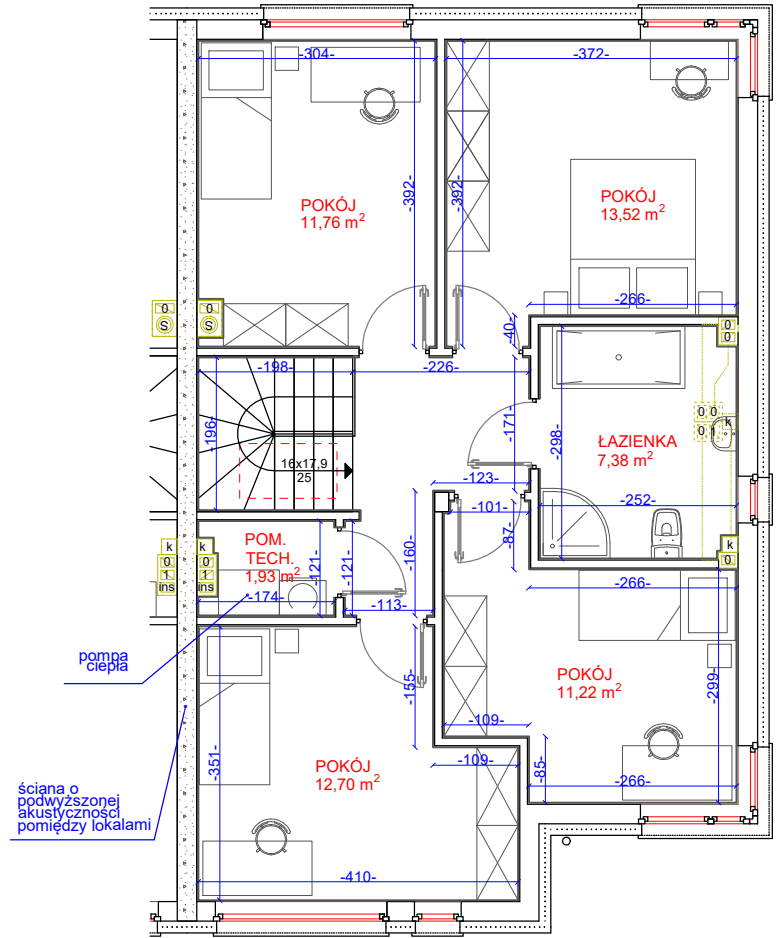 -304-
-372-
-392-
-392-
POKÓJ
11,76 m²
POKÓJ
13,52 m²
-266-
0
S
0
S
-40-
0
0
-198-
-226-
-196-
-171-
-298-
0 0
0 1
k
ŁAZIENKA
7,38 m²
16x17,9
25
-123-
-101-
-252-
-87-
k
0
1
ins
k
0
1
ins
POM.
TECH.
1,93 m²
-121-
-121-
-160-
-174-
-113-
k
0
-266-
pompa
ciepła
-155-
POKÓJ
11,22 m²
-299-
-109-
-351-
POKÓJ
12,70 m²
-109-
-85-
-266-
ściana o
podwyższonej
akustyczności
pomiędzy lokalami
-410-